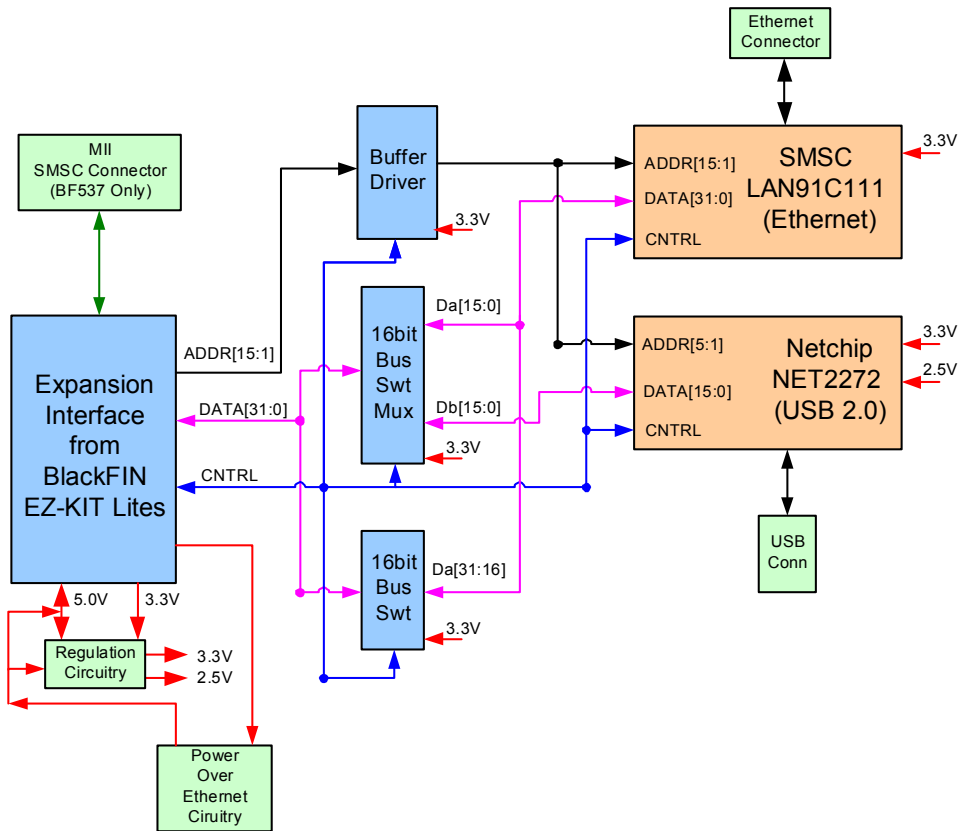 Ethernet
Connector
MII
SMSC Connector
(BF537 Only)
Buffer
Driver
3.3V
ADDR[15:1]
DATA[31:0]
CNTRL
SMSC
LAN91C111
(Ethernet)
3.3V
Expansion
Interface
from
BlackFIN
EZ-KIT Lites
ADDR[15:1]
DATA[31:0]
CNTRL
16bit
Bus
Swt
Mux
Da[15:0]
Db[15:0]
3.3V
ADDR[5:1]
DATA[15:0]
CNTRL
Netchip
NET2272
(USB 2.0)
3.3V
2.5V
16bit
Bus
Swt
Da[31:16]
3.3V
USB
Conn
5.0V
3.3V
Regulation
Circuitry
3.3V
2.5V
Power
Over
Ethernet
Ciruitry